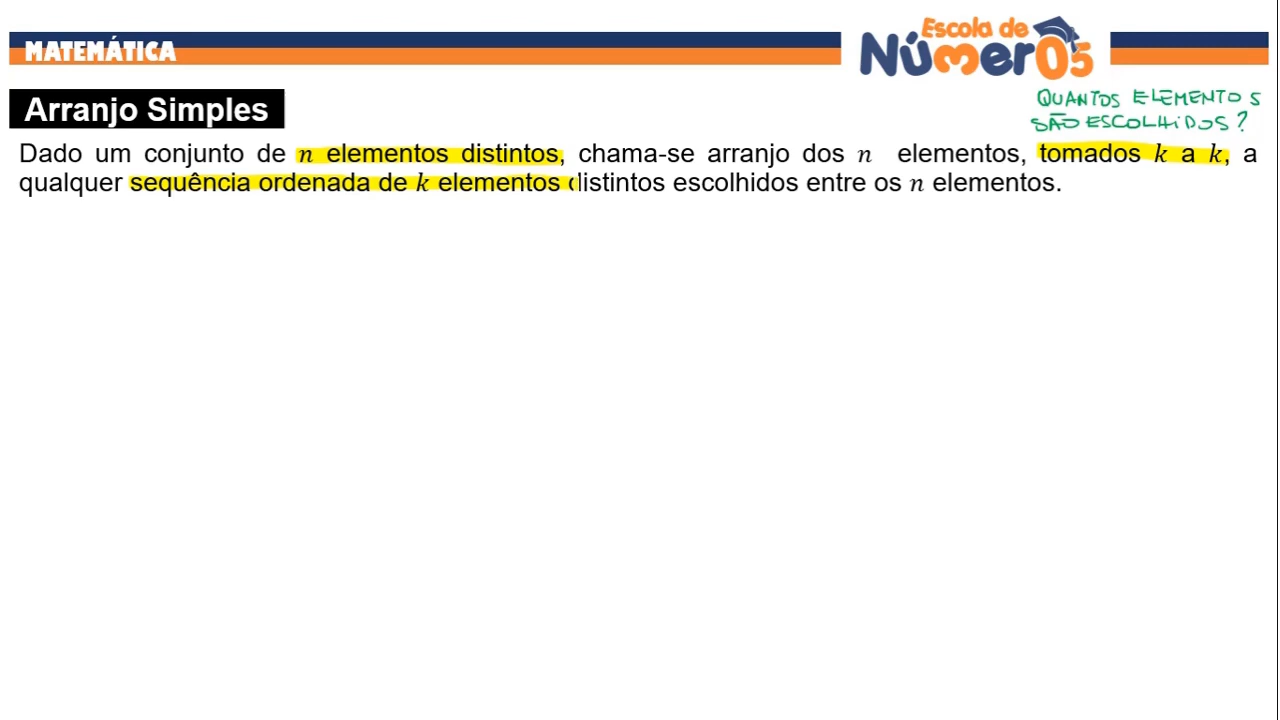 MATEMÁTICA
Escola de
Número5
Arranjo Simples
QUANTOS ELEMENTOS
SÃO ESCOLHIDOS?
Dado um conjunto de n elementos distintos, chama-se arranjo dos n elementos, tomados k a k, a
qualquer sequência ordenada de k elementos distintos escolhidos entre os n elementos.